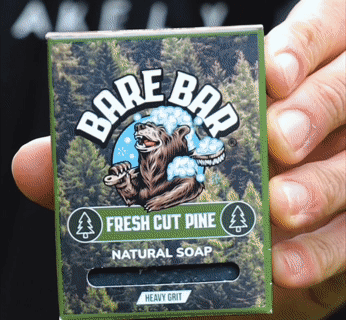 BARE BAR
FRESH CUT PINE
NATURAL SOAP
HEAVY GRIT